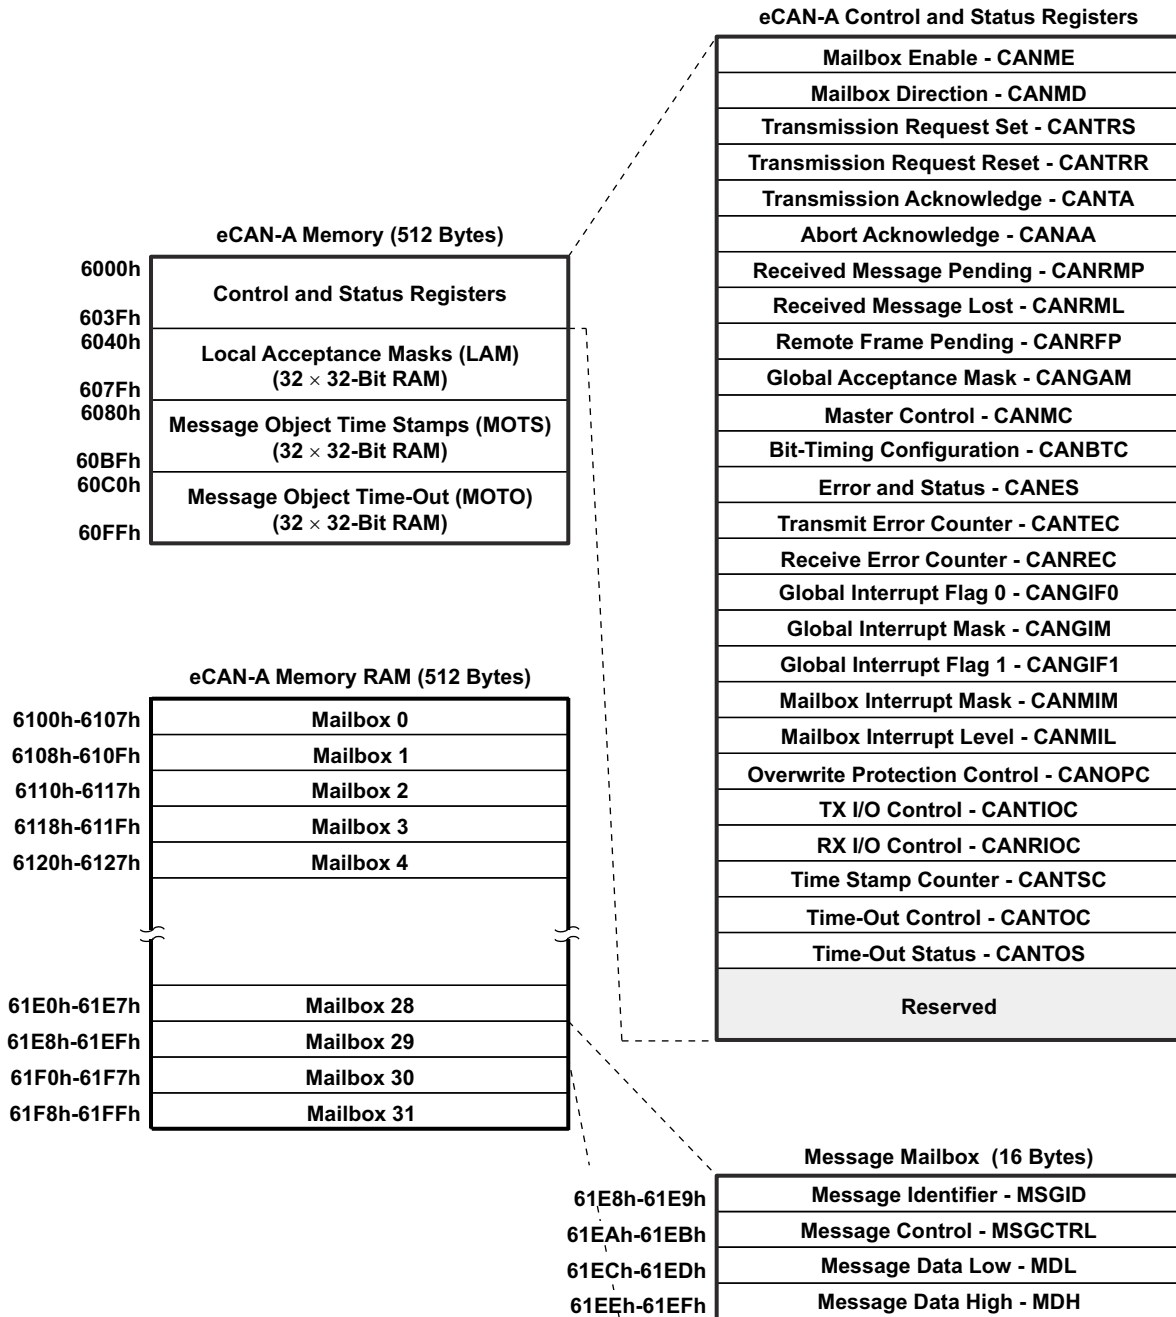 eCAN-A Control and Status Registers
Mailbox Enable - CANME
Mailbox Direction - CANMD
Transmission Request Set - CANTRS
Transmission Request Reset - CANTRR
Transmission Acknowledge - CANTA
Abort Acknowledge - CANAA
Received Message Pending - CANRMP
Received Message Lost - CANRML
Remote Frame Pending - CANRFP
Global Acceptance Mask - CANGAM
Master Control - CANMC
Bit-Timing Configuration - CANBTC
Error and Status - CANES
Transmit Error Counter - CANTEC
Receive Error Counter - CANREC
Global Interrupt Flag 0 - CANGIF0
Global Interrupt Mask - CANGIM
Global Interrupt Flag 1 - CANGIF1
Mailbox Interrupt Mask - CANMIM
Mailbox Interrupt Level - CANMIL
Overwrite Protection Control - CANOPC
TX I/O Control - CANTIOC
RX I/O Control - CANRIOC
Time Stamp Counter - CANTSC
Time-Out Control - CANTOC
Time-Out Status - CANTOS
Reserved
eCAN-A Memory (512 Bytes)
6000h
Control and Status Registers
603Fh
6040h
Local Acceptance Masks (LAM)
(32 × 32-Bit RAM)
607Fh
6080h
Message Object Time Stamps (MOTS)
(32 × 32-Bit RAM)
60BFh
60C0h
Message Object Time-Out (MOTO)
(32 × 32-Bit RAM)
60FFh
eCAN-A Memory RAM (512 Bytes)
6100h-6107h Mailbox 0
6108h-610Fh Mailbox 1
6110h-6117h Mailbox 2
6118h-611Fh Mailbox 3
6120h-6127h Mailbox 4
61E0h-61E7h Mailbox 28
61E8h-61EFh Mailbox 29
61F0h-61F7h Mailbox 30
61F8h-61FFh Mailbox 31
Message Mailbox (16 Bytes)
61E8h-61E9h Message Identifier - MSGID
61EAh-61EBh Message Control - MSGCTRL
61ECh-61EDh Message Data Low - MDL
61EEh-61EFh Message Data High - MDH